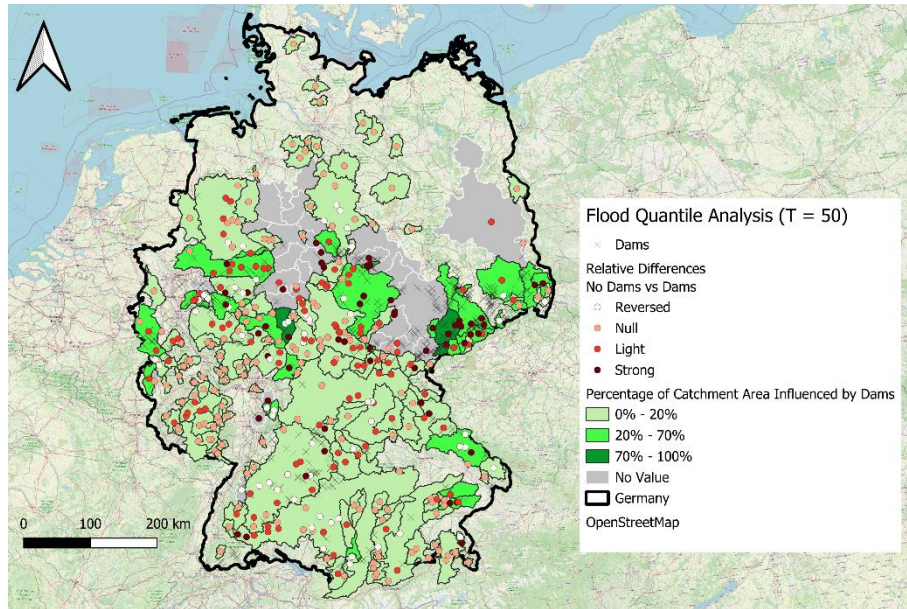 Flood Quantile Analysis (T = 50)
Dams
Relative Differences
No Dams vs Dams
Reversed
Null
Light
Strong
Percentage of Catchment Area Influenced by Dams
0% - 20%
20% - 70%
70% - 100%
No Value
Germany
OpenStreetMap
0 100 200 km